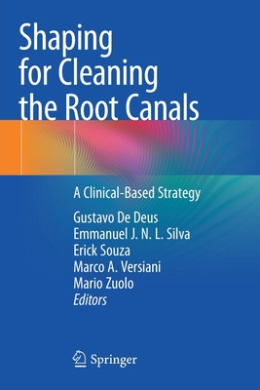 Shaping
for Cleaning
the Root Canals
A Clinical-Based Strategy
Gustavo De Deus
Emmanuel J. N. L. Silva
Erick Souza
Marco A. Versiani
Mario Zuolo
Editors
Springer